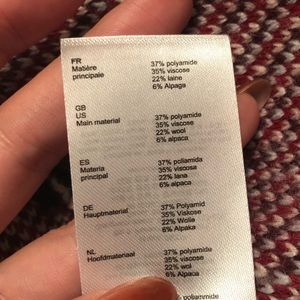 FR
Matière 37% polyamide
principale 35% viscose
22% laine
6% Alpaga
GB
US 37% polyamide
Main material 35% viscose
22% wool
6% alpaca
ES
Materia 37% poliamida
principal 35% viscosa
22% lana
6% alpaca
DE 37% Polyamid
Hauptmaterial 35% Viskose
22% Wolle
6% Alpaka
NL 37% polyamide
Hoofdmateriaal 35% viscose
22% wol
6% Alpaca